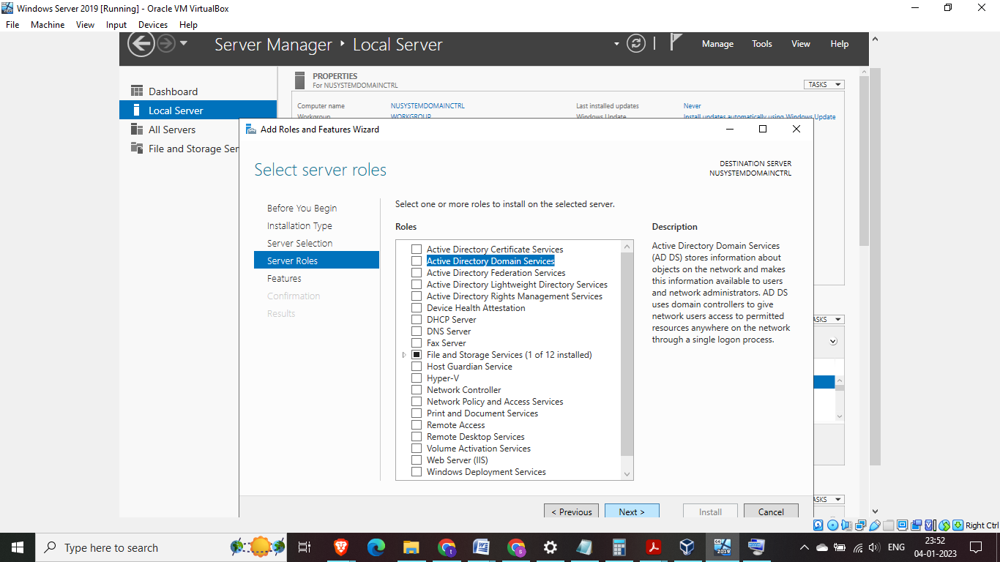 Windows Server 2019 [Running] - Oracle VM VirtualBox
File Machine View Input Devices Help
Server Manager ‣ Local Server
Manage Tools View Help
Dashboard
Local Server
All Servers
File and Storage Ser
PROPERTIES
For NUSYSTEMDOMAINCTRL
TASKS
Computer name NUSYSTEMDOMAINCTRL Last installed updates Never
Workgroup WORKGROUP Windows Update Install updates automatically using Windows Update
Add Roles and Features Wizard
Select server roles
DESTINATION SERVER
NUSYSTEMDOMAINCTRL
Before You Begin
Installation Type
Server Selection
Server Roles
Features
Confirmation
Results
Select one or more roles to install on the selected server.
Roles
Active Directory Certificate Services
Active Directory Domain Services
Active Directory Federation Services
Active Directory Lightweight Directory Services
Active Directory Rights Management Services
Device Health Attestation
DHCP Server
DNS Server
Fax Server
File and Storage Services (1 of 12 installed)
Host Guardian Service
Hyper-V
Network Controller
Network Policy and Access Services
Print and Document Services
Remote Access
Remote Desktop Services
Volume Activation Services
Web Server (IIS)
Windows Deployment Services
Description
Active Directory Domain Services
(AD DS) stores information about
objects on the network and makes
this information available to users
and network administrators. AD DS
uses domain controllers to give
network users access to permitted
resources anywhere on the network
through a single logon process.
ASKS
ASKS
< Previous Next > Install Cancel
Right Ctrl
Type here to search
2019
ENG
23:52
04-01-2023